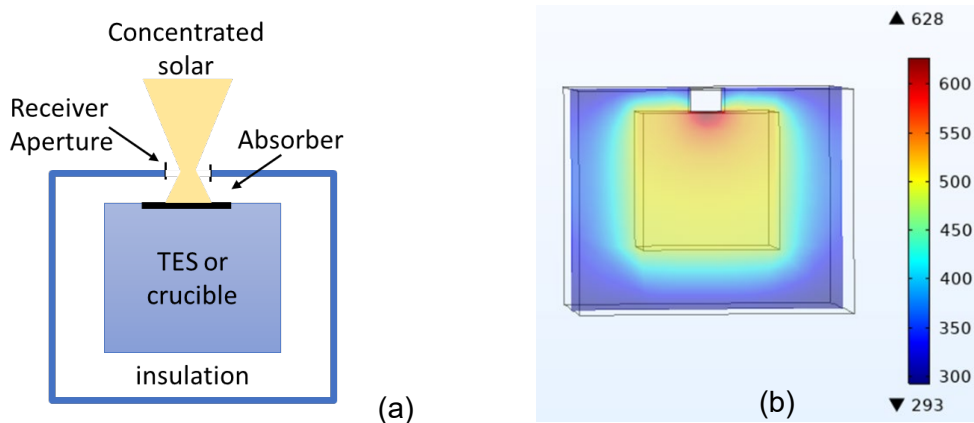 Concentrated
solar
Receiver
Aperture
Absorber
TES or
crucible
insulation
(a)
▲ 628
600
550
500
450
400
350
300
▼ 293
(b)